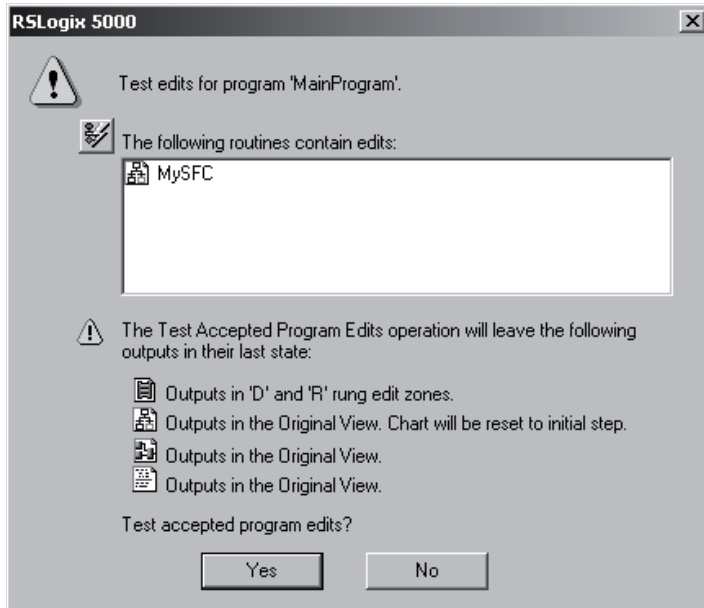 RSLogix 5000
Test edits for program 'MainProgram'.
The following routines contain edits:
MySFC
The Test Accepted Program Edits operation will leave the following
outputs in their last state:
Outputs in 'D' and 'R' rung edit zones.
Outputs in the Original View. Chart will be reset to initial step.
Outputs in the Original View.
Outputs in the Original View.
Test accepted program edits?
Yes
No